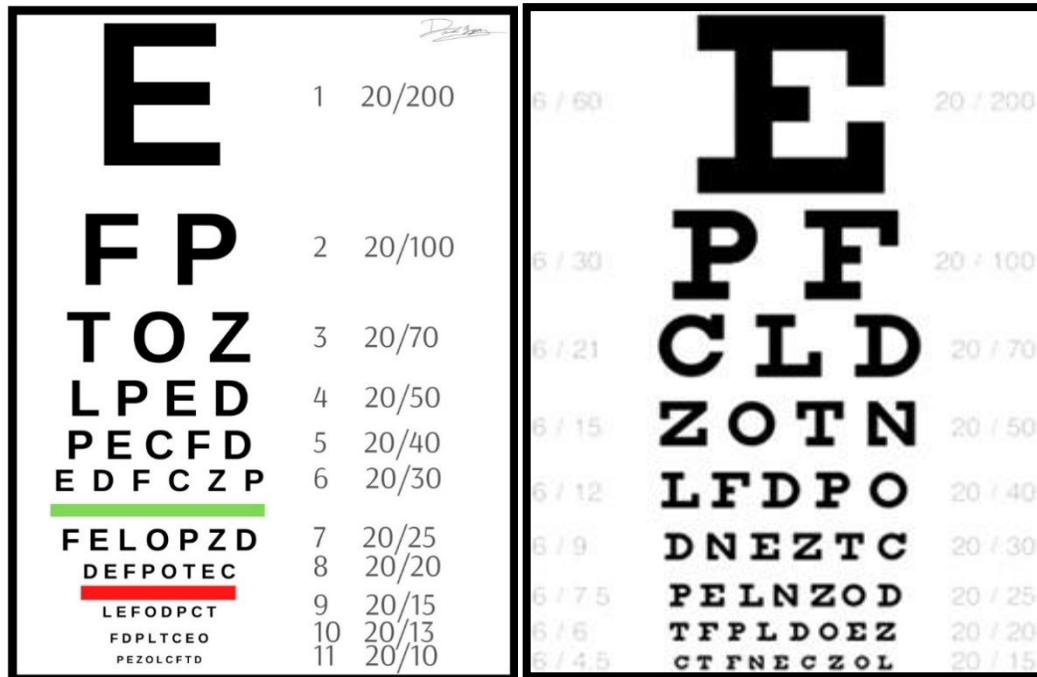 E 1 20/200
F P 2 20/100
T O Z 3 20/70
L P E D 4 20/50
P E C F D 5 20/40
E D F C Z P 6 20/30
F E L O P Z D 7 20/25
D E F P O T E C 8 20/20
L E F O D P C T 9 20/15
F D P L T C E O 10 20/13
P E Z O L C F T D 11 20/10
6 / 60 E 20 / 200
6 / 30 P F 20 / 100
6 / 21 C L D 20 / 70
6 / 15 Z O T N 20 / 50
6 / 12 L F D P O 20 / 40
6 / 9 D N E Z T C 20 / 30
6 / 7 5 P E L N Z O D 20 / 25
6 / 6 T F P L D O E Z 20 / 20
6 / 4.5 C T F N E C Z O L 20 / 15